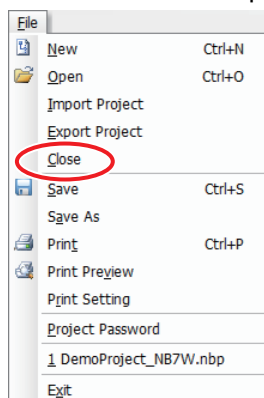 File
New Ctrl+N
Open Ctrl+O
Import Project
Export Project
Close
Save Ctrl+S
Save As
Print Ctrl+P
Print Preview
Print Setting
Project Password
1 DemoProject_NB7W.nbp
Exit